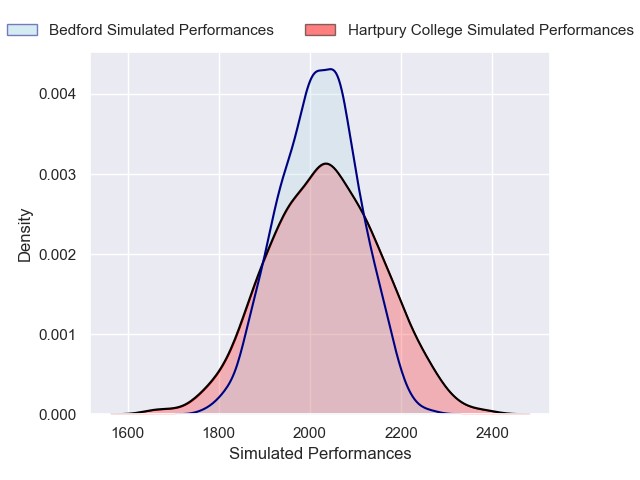 Bedford Simulated Performances
Hartpury College Simulated Performances
0.004
0.003
0.002
0.001
0.000
Density
1600
1800
2000
2200
2400
Simulated Performances